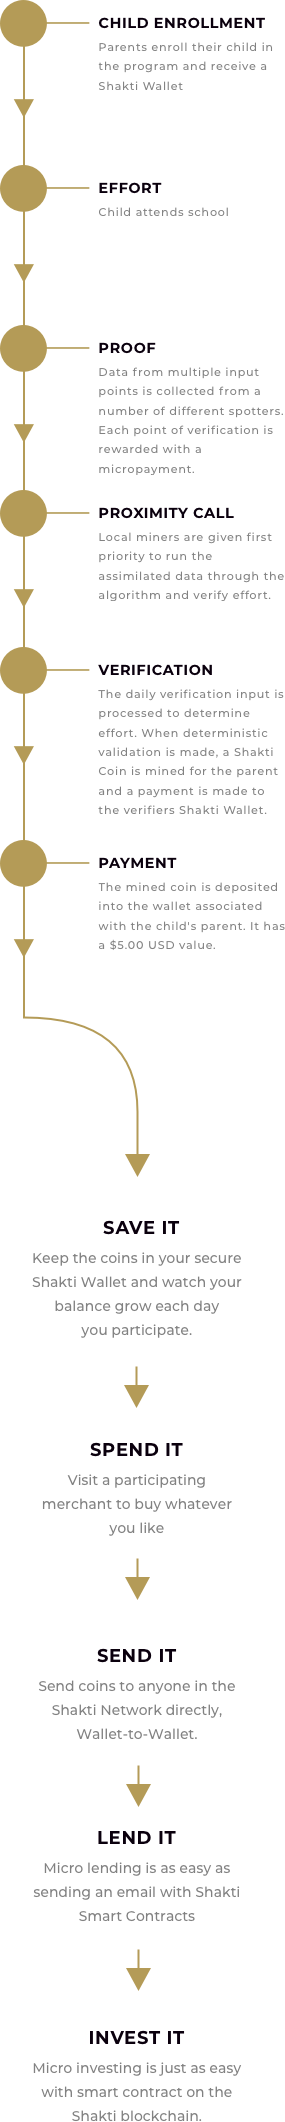 CHILD ENROLLMENT
Parents enroll their child in
the program and receive a
Shakti Wallet
EFFORT
Child attends school
PROOF
Data from multiple input
points is collected from a
number of different spotters.
Each point of verification is
rewarded with a
micropayment.
PROXIMITY CALL
Local miners are given first
priority to run the
assimilated data through the
algorithm and verify effort.
VERIFICATION
The daily verification input is
processed to determine
effort. When deterministic
validation is made, a Shakti
Coin is mined for the parent
and a payment is made to
the verifiers Shakti Wallet.
PAYMENT
The mined coin is deposited
into the wallet associated
with the child's parent. It has
a $5.00 USD value.
SAVE IT
Keep the coins in your secure
Shakti Wallet and watch your
balance grow each day
you participate.
SPEND IT
Visit a participating
merchant to buy whatever
you like
SEND IT
Send coins to anyone in the
Shakti Network directly,
Wallet-to-Wallet.
LEND IT
Micro lending is as easy as
sending an email with Shakti
Smart Contracts
INVEST IT
Micro investing is just as easy
with smart contract on the
Shakti blockchain.